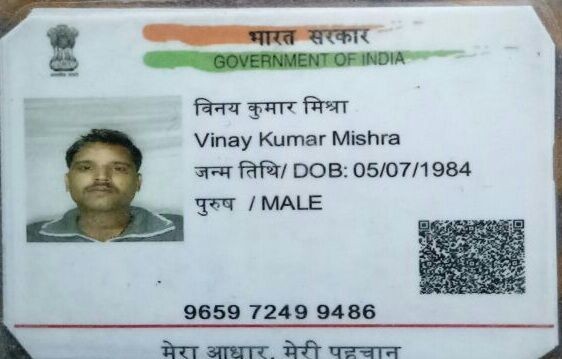 भारत सरकार
GOVERNMENT OF INDIA
विनय कुमार मिश्रा
Vinay Kumar Mishra
जन्म तिथि/ DOB: 05/07/1984
पुरुष / MALE
9659 7249 9486
मेरा आधार, मेरी पहचान